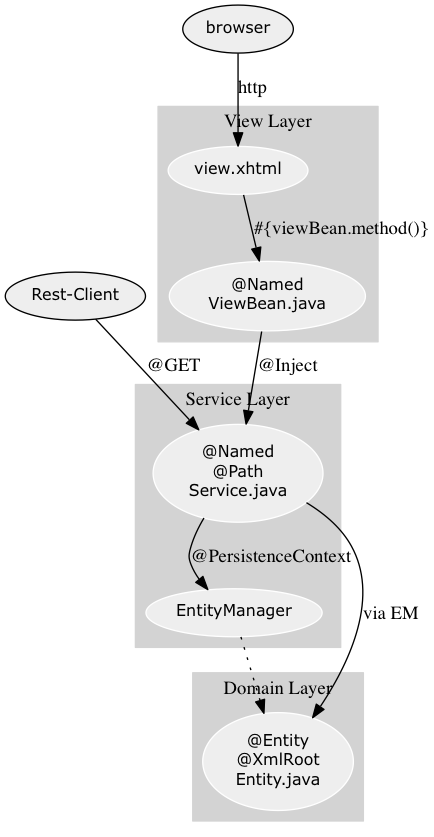 browser
http
View Layer
view.xhtml
#{viewBean.method()}
@Named
ViewBean.java
Rest-Client
@GET
@Inject
Service Layer
@Named
@Path
Service.java
@PersistenceContext
EntityManager
via EM
Domain Layer
@Entity
@XmlRoot
Entity.java